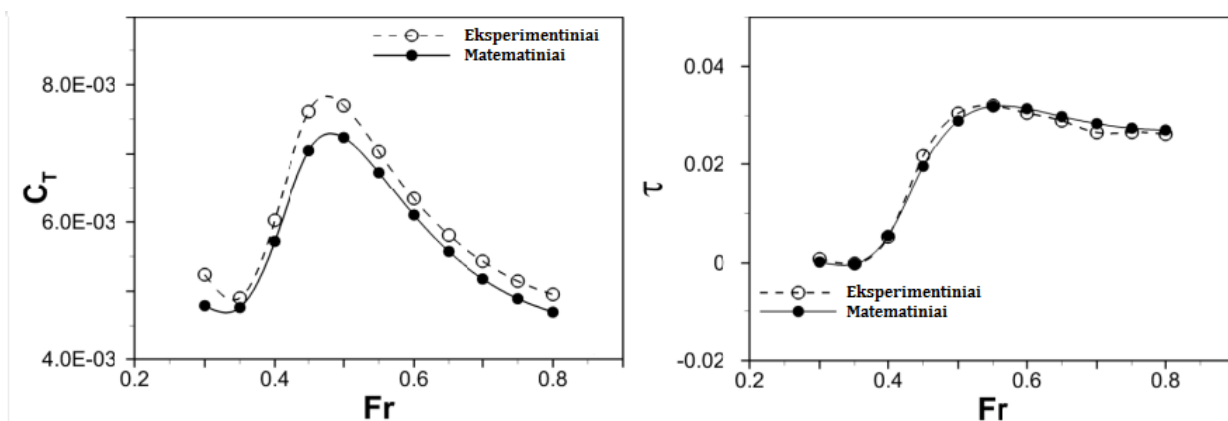 Eksperimentiniai
Matematiniai
8.0E-03
6.0E-03
4.0E-03
C_T
0.2 0.4 0.6 0.8
Fr
0.04
0.02
0
-0.02
τ
Eksperimentiniai
Matematiniai
0.2 0.4 0.6 0.8
Fr